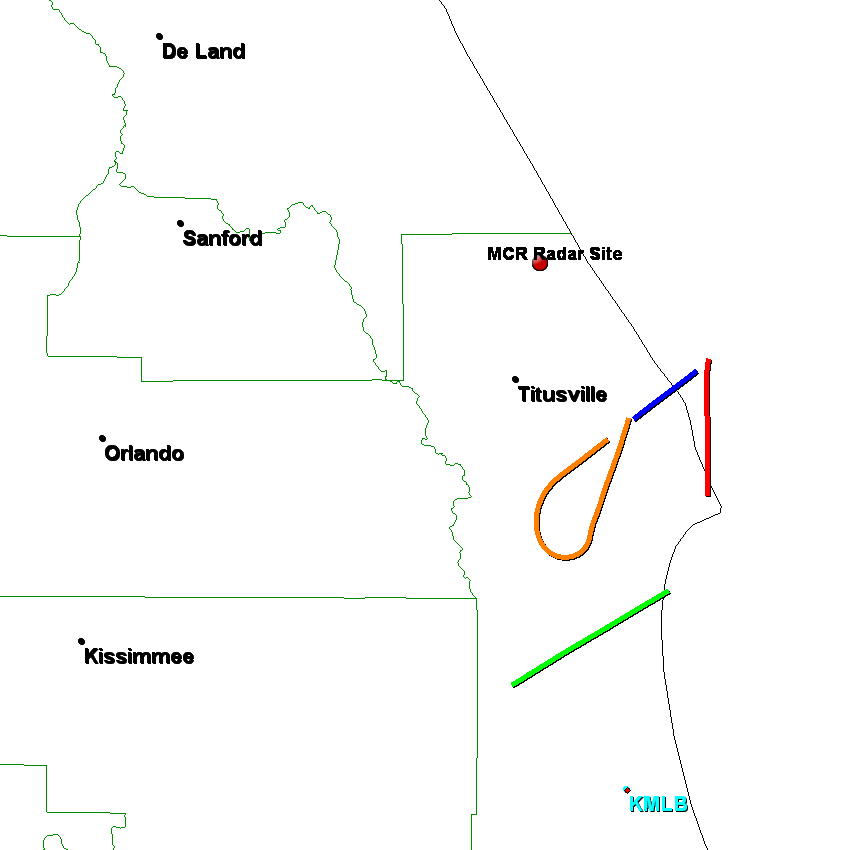 De Land
Sanford
MCR Radar Site
Titusville
Orlando
Kissimmee
KMLB